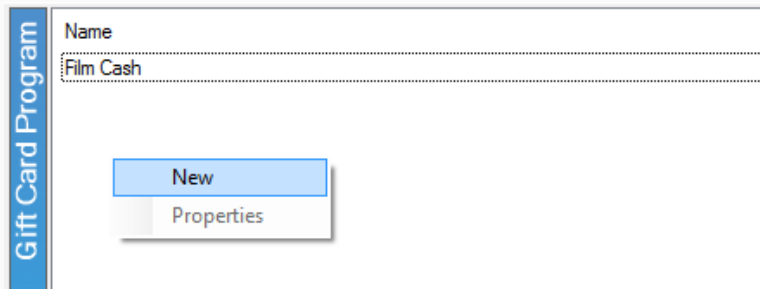 Gift Card Program
Name
Film Cash
New
Properties